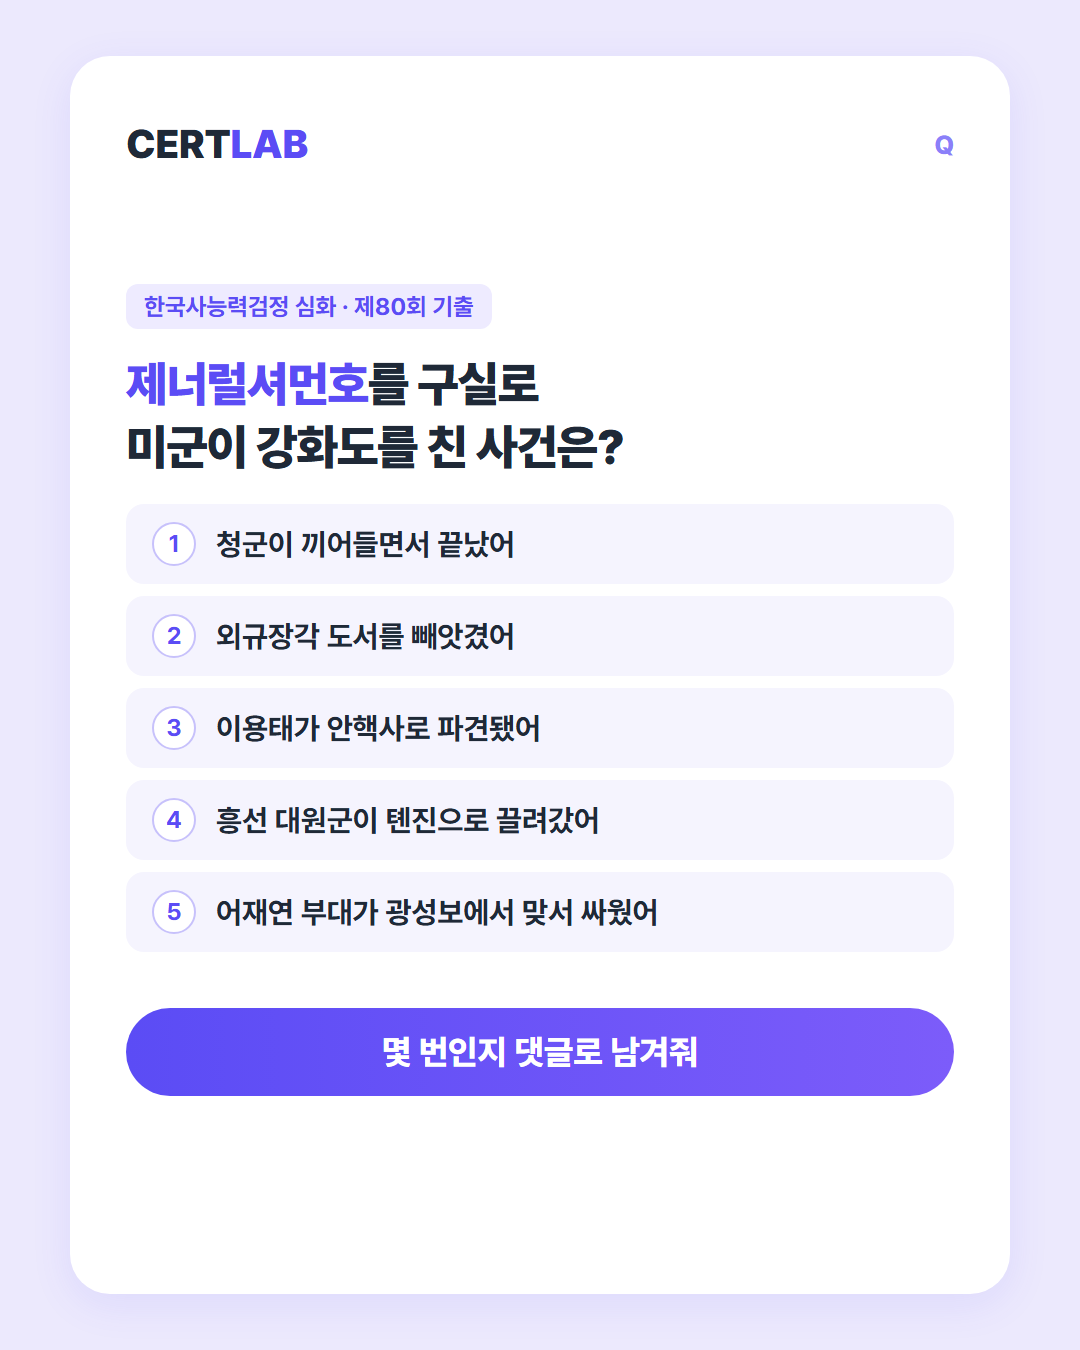 CERTLAB
Q
한국사능력검정 심화 · 제80회 기출
제너럴셔먼호를 구실로
미군이 강화도를 친 사건은?
1 청군이 끼어들면서 끝났어
2 외규장각 도서를 빼앗겼어
3 이용태가 안핵사로 파견됐어
4 흥선 대원군이 톈진으로 끌려갔어
5 어재연 부대가 광성보에서 맞서 싸웠어
몇 번인지 댓글로 남겨줘